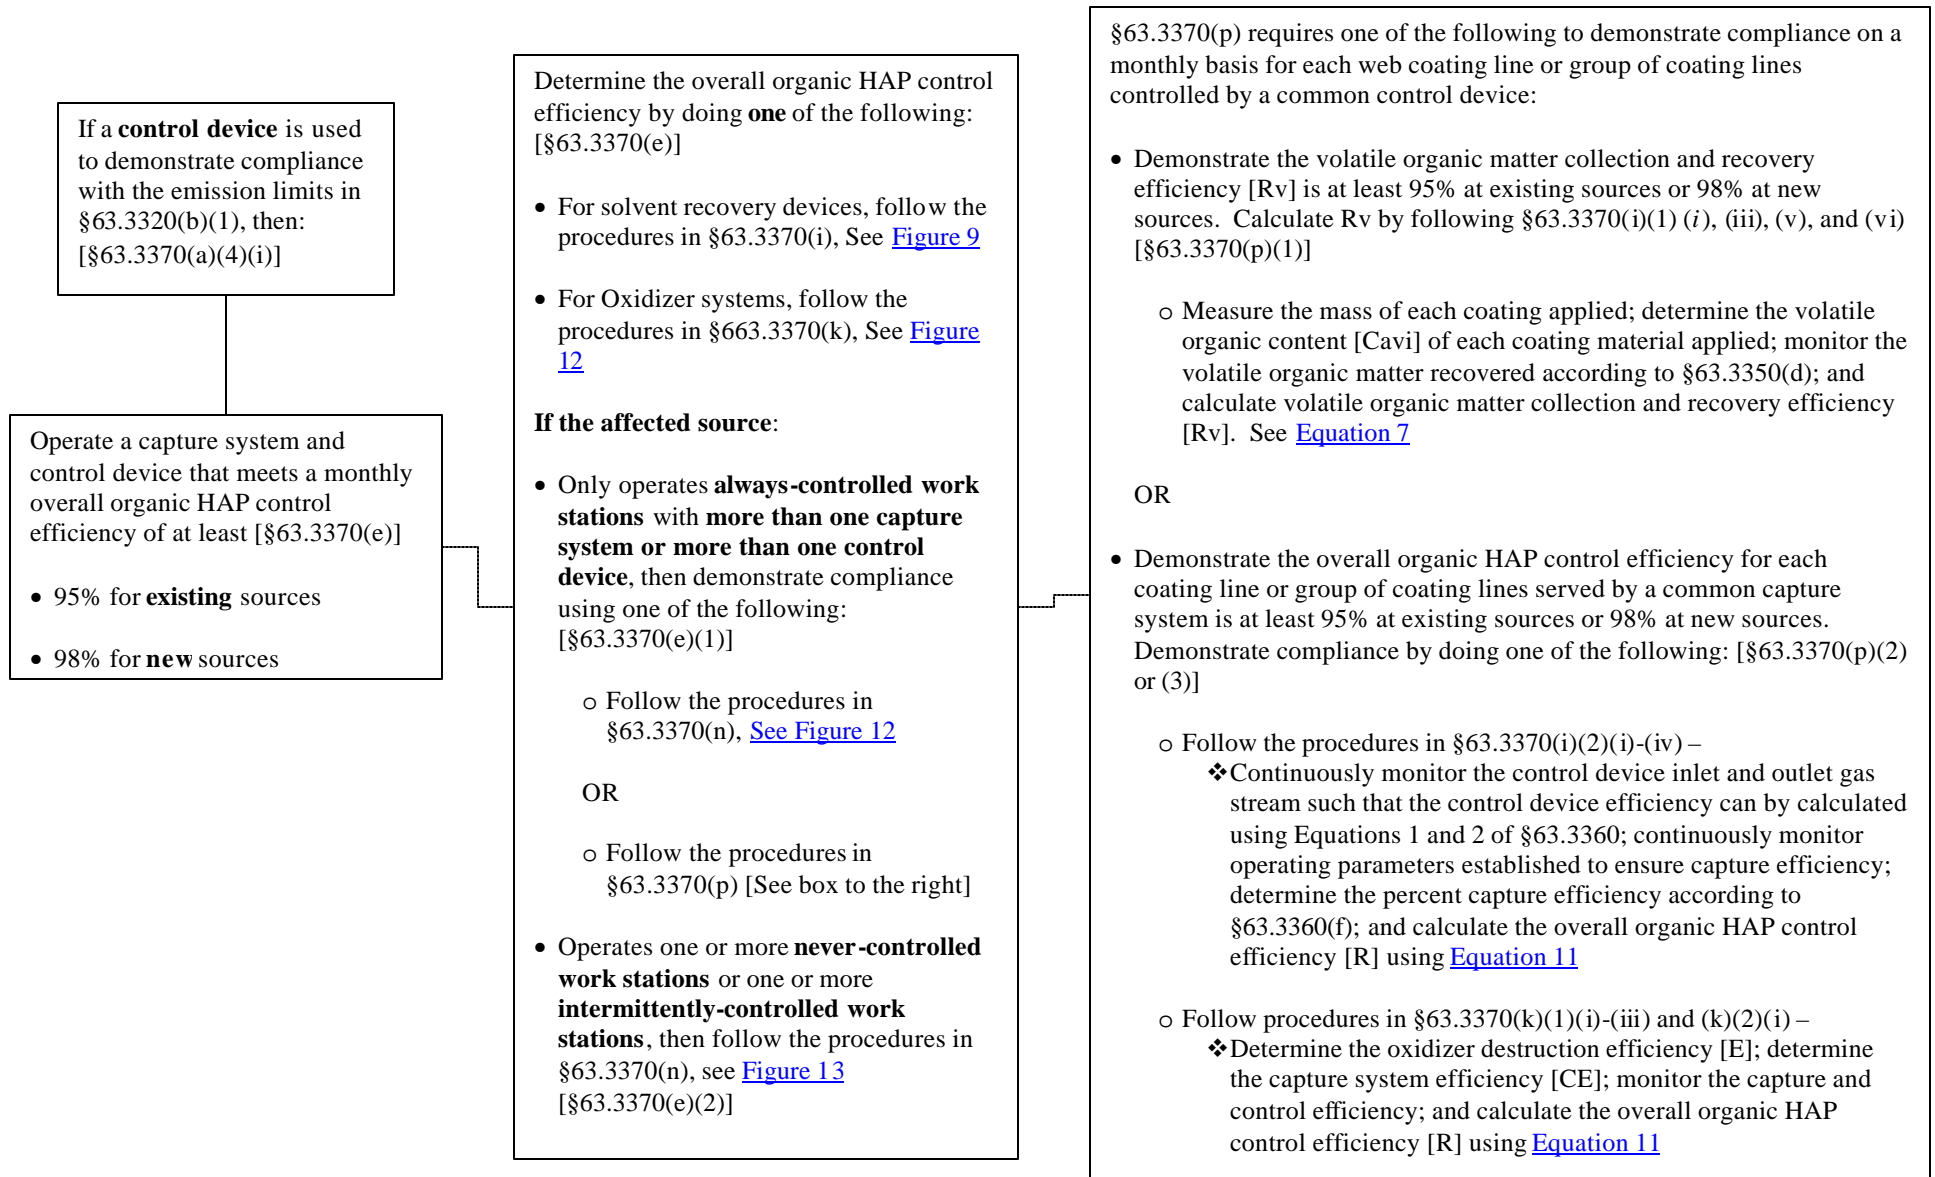 If a control device is used
to demonstrate compliance
with the emission limits in
§63.3320(b)(1), then:
[§63.3370(a)(4)(i)]
Operate a capture system and
control device that meets a monthly
overall organic HAP control
efficiency of at least [§63.3370(e)]
• 95% for existing sources
• 98% for new sources
Determine the overall organic HAP control
efficiency by doing one of the following:
[§63.3370(e)]
• For solvent recovery devices, follow the
procedures in §63.3370(i), See Figure 9
• For Oxidizer systems, follow the
procedures in §663.3370(k), See Figure
12
If the affected source:
• Only operates always-controlled work
stations with more than one capture
system or more than one control
device, then demonstrate compliance
using one of the following:
[§63.3370(e)(1)]
o Follow the procedures in
§63.3370(n), See Figure 12
OR
o Follow the procedures in
§63.3370(p) [See box to the right]
• Operates one or more never-controlled
work stations or one or more
intermittently-controlled work
stations, then follow the procedures in
§63.3370(n), see Figure 13
[§63.3370(e)(2)]
§63.3370(p) requires one of the following to demonstrate compliance on a
monthly basis for each web coating line or group of coating lines
controlled by a common control device:
• Demonstrate the volatile organic matter collection and recovery
efficiency [Rv] is at least 95% at existing sources or 98% at new
sources. Calculate Rv by following §63.3370(i)(1) (i), (iii), (v), and (vi)
[§63.3370(p)(1)]
o Measure the mass of each coating applied; determine the volatile
organic content [Cavi] of each coating material applied; monitor the
volatile organic matter recovered according to §63.3350(d); and
calculate volatile organic matter collection and recovery efficiency
[Rv]. See Equation 7
OR
• Demonstrate the overall organic HAP control efficiency for each
coating line or group of coating lines served by a common capture
system is at least 95% at existing sources or 98% at new sources.
Demonstrate compliance by doing one of the following: [§63.3370(p)(2)
or (3)]
o Follow the procedures in §63.3370(i)(2)(i)-(iv) –
❖Continuously monitor the control device inlet and outlet gas
stream such that the control device efficiency can by calculated
using Equations 1 and 2 of §63.3360; continuously monitor
operating parameters established to ensure capture efficiency;
determine the percent capture efficiency according to
§63.3360(f); and calculate the overall organic HAP control
efficiency [R] using Equation 11
o Follow procedures in §63.3370(k)(1)(i)-(iii) and (k)(2)(i) –
❖Determine the oxidizer destruction efficiency [E]; determine
the capture system efficiency [CE]; monitor the capture and
control efficiency; and calculate the overall organic HAP
control efficiency [R] using Equation 11